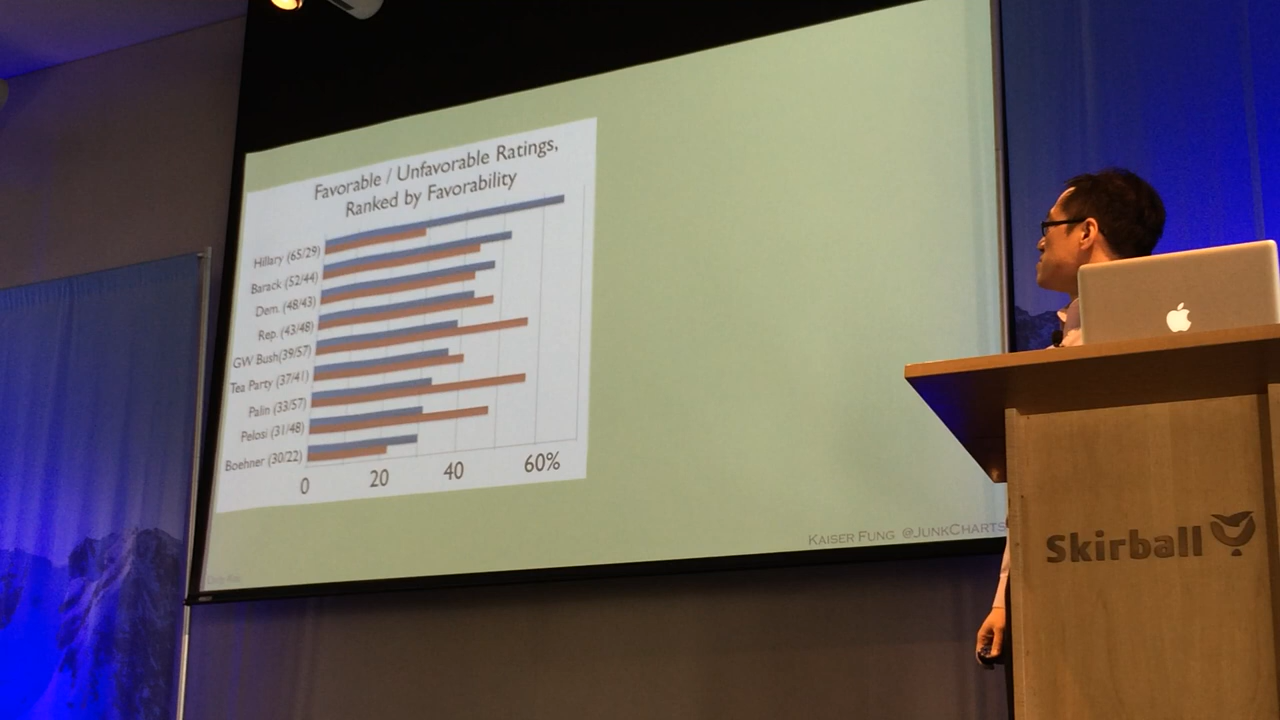 Favorable / Unfavorable Ratings,
Ranked by Favorability
Hillary (65/29)
Barack (52/44)
Dem. (48/43)
Rep. (43/48)
GW Bush(39/57)
Tea Party (37/41)
Palin (33/57)
Pelosi (31/48)
Boehner (30/22)
0 20 40 60%
KAISER FUNG @JUNKCHARTS
Skirball